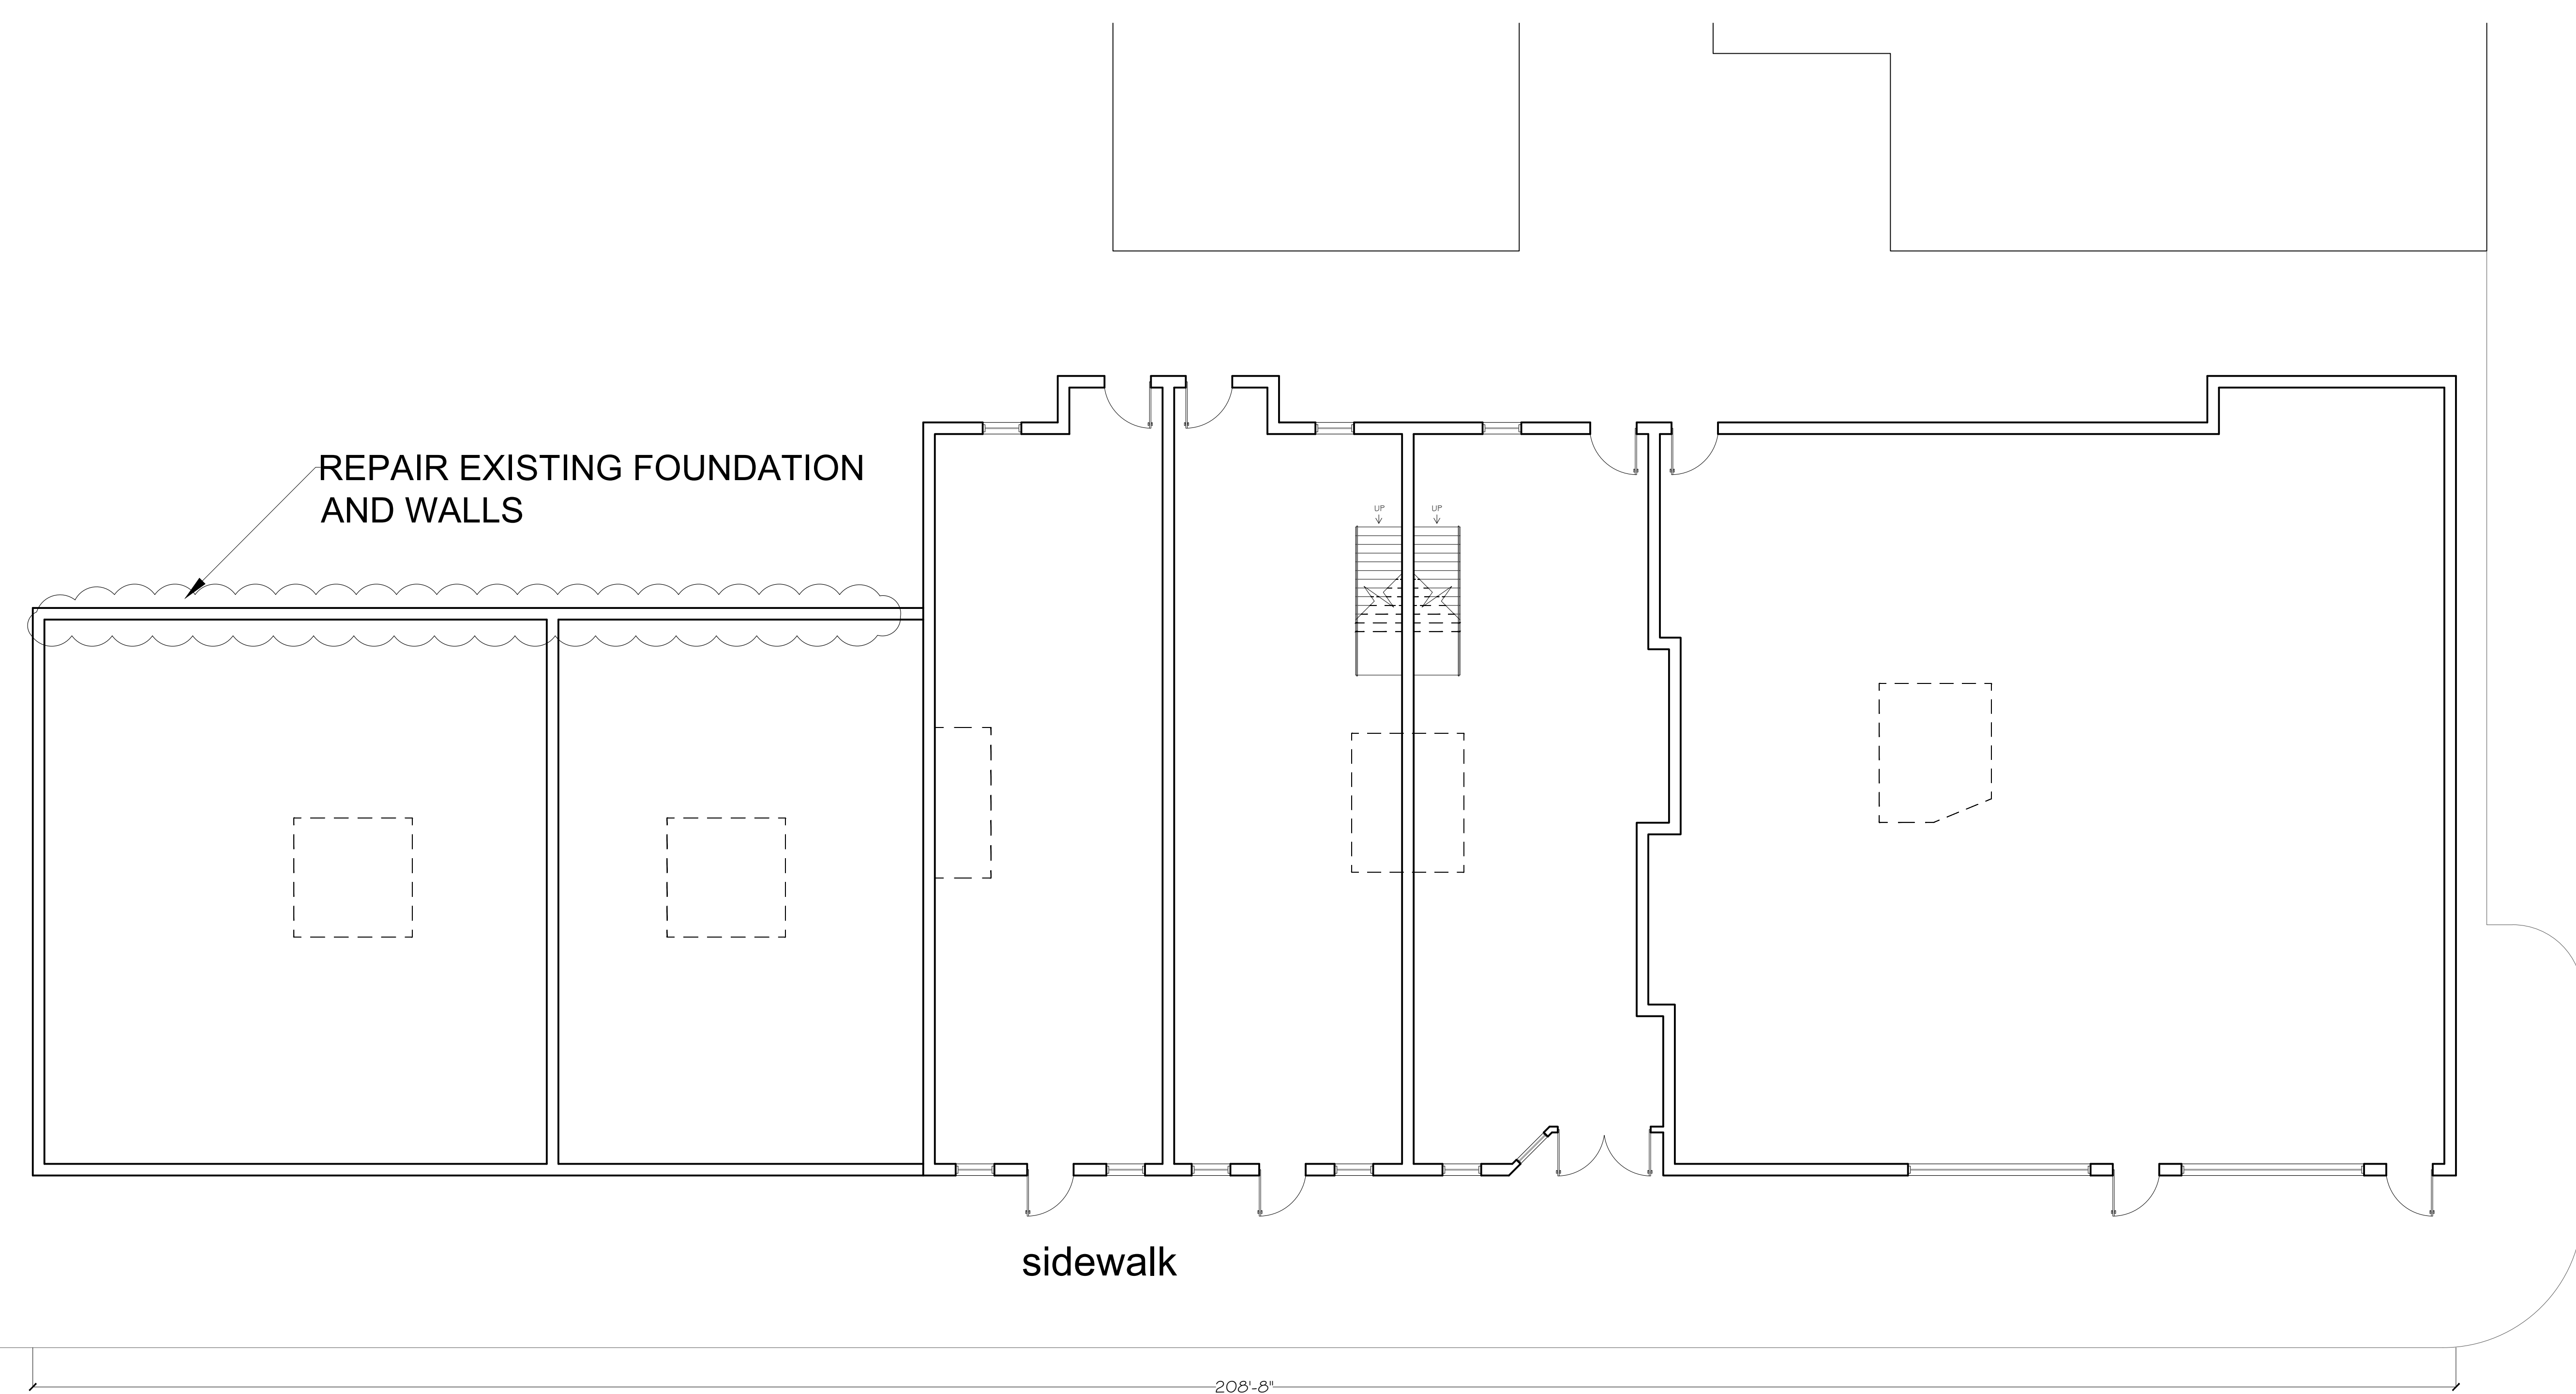 REPAIR EXISTING FOUNDATION
AND WALLS
UP
UP
sidewalk
208'-8"